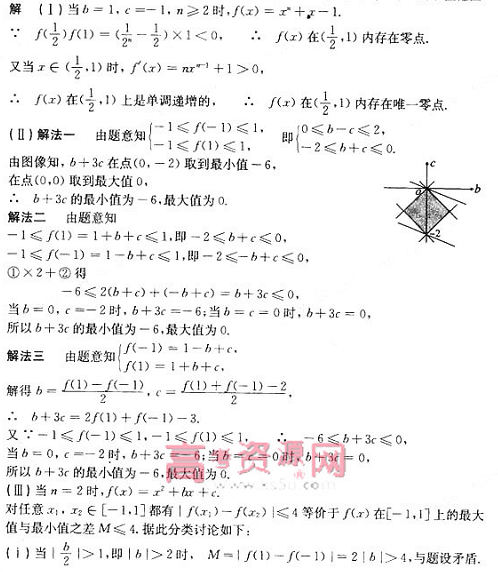 解 (Ⅰ)当b=1,c=-1,n≥2时,f(x)=xⁿ+x-1.
∵ f(1/2)f(1)=(1/2ⁿ-1/2)×1<0, ∴ f(x)在(1/2,1)内存在零点.
又当x∈(1/2,1)时,f′(x)=nxⁿ⁻¹+1>0,
∴ f(x)在(1/2,1)上是单调递增的, ∴ f(x)在(1/2,1)内存在唯一零点.
(Ⅱ)解法一 由题意知{-1≤f(-1)≤1, -1≤f(1)≤1, 即{0≤b-c≤2, -2≤b+c≤0.
由图像知,b+3c在点(0,-2)取到最小值-6,
在点(0,0)取到最大值0,
∴ b+3c的最小值为-6,最大值为0.
c
b
-2
解法二 由题意知
-1≤f(1)=1+b+c≤1,即-2≤b+c≤0,
-1≤f(-1)=1-b+c≤1,即-2≤-b+c≤0,
①×2+②得
-6≤2(b+c)+(-b+c)=b+3c≤0,
当b=0,c=-2时,b+3c=-6;当b=c=0时,b+3c=0,
所以b+3c的最小值为-6,最大值为0.
解法三 由题意知{f(-1)=1-b+c, f(1)=1+b+c,
解得b=(f(1)-f(-1))/2, c=(f(1)+f(-1)-2)/2,
∴ b+3c=2f(1)+f(-1)-3.
又∵-1≤f(-1)≤1,-1≤f(1)≤1, ∴ -6≤b+3c≤0,
当b=0,c=-2时,b+3c=-6;当b=c=0时,b+3c=0,
所以b+3c的最小值为-6,最大值为0.
(Ⅲ)当n=2时,f(x)=x²+bx+c.
对任意x₁,x₂∈[-1,1]都有|f(x₁)-f(x₂)|≤4等价于f(x)在[-1,1]上的最大
值与最小值之差M≤4.据此分类讨论如下:
(ⅰ)当|b/2|>1,即|b|>2时, M=|f(1)-f(-1)|=2|b|>4,与题设矛盾.